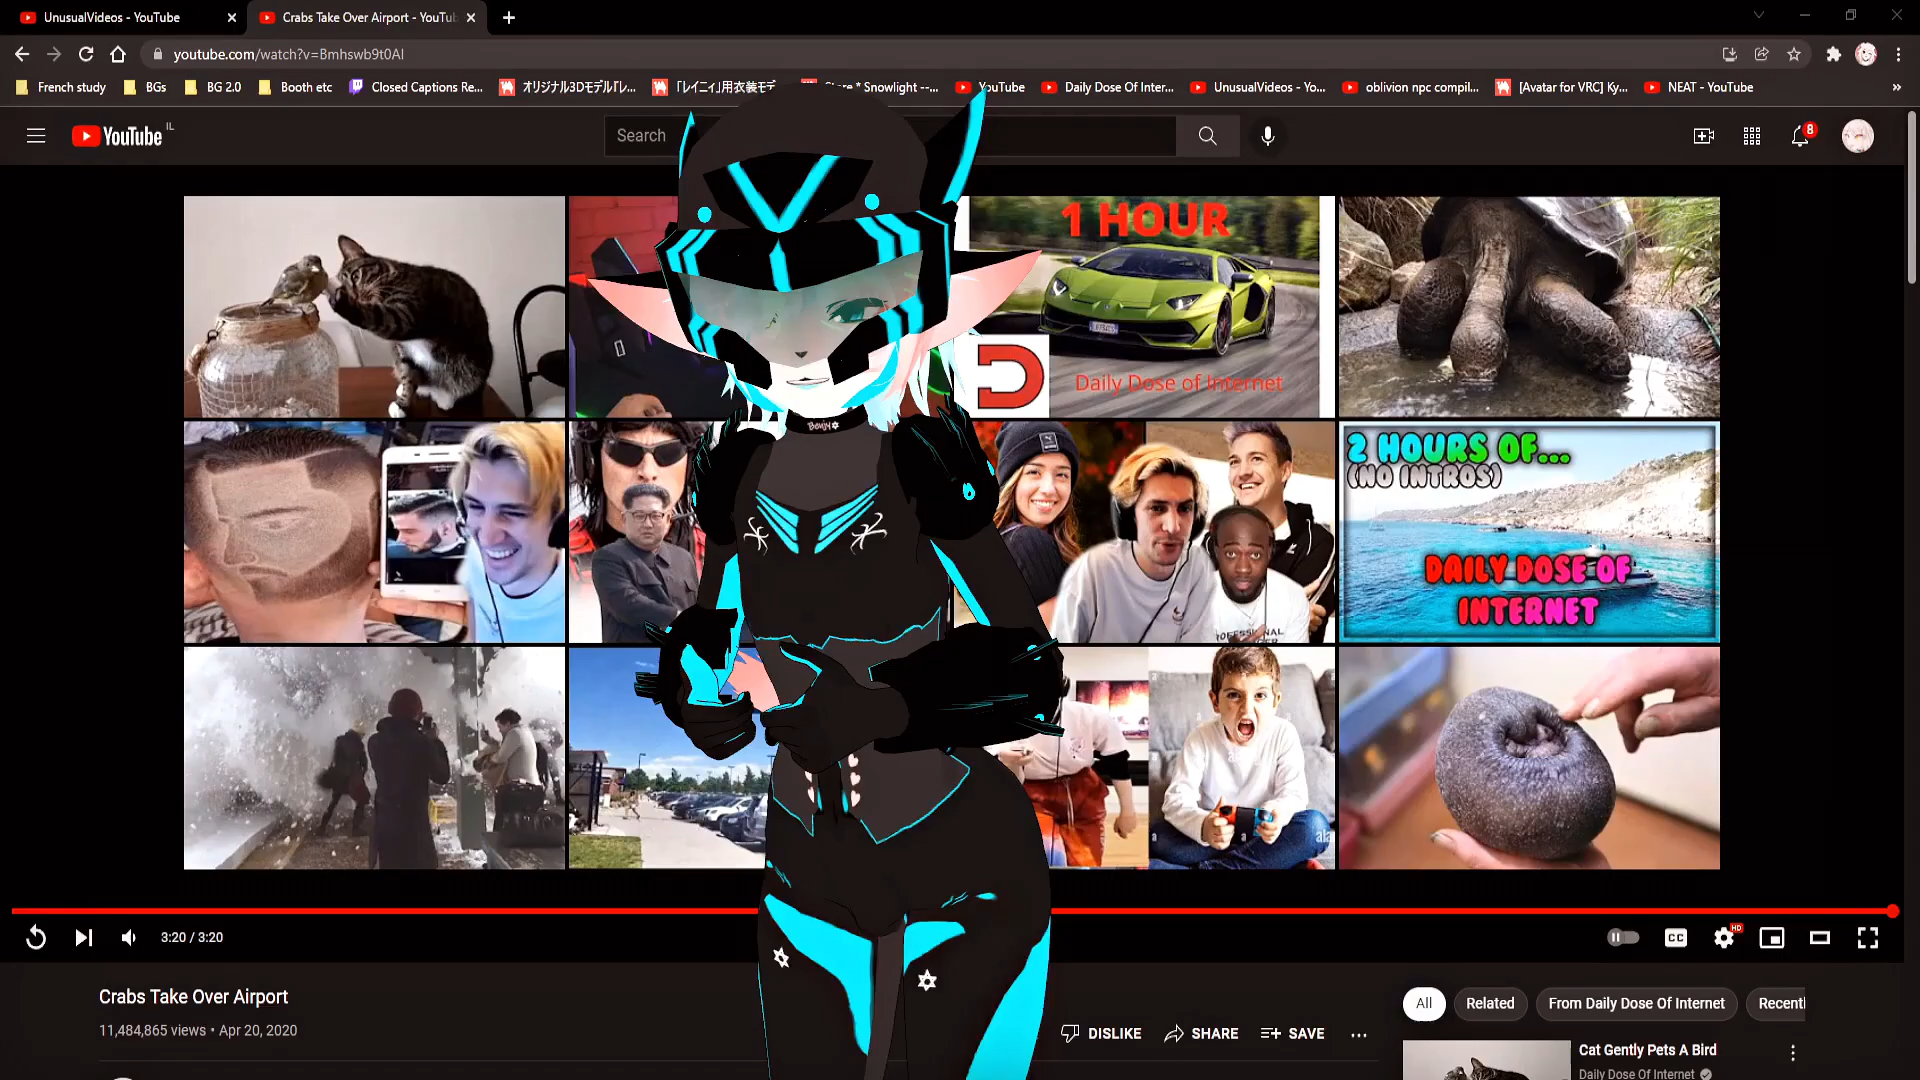 UnusualVideos - YouTube
Crabs Take Over Airport - YouTu
youtube.com/watch?v=Bmhswb9t0AI
French study
BGs
BG 2.0
Booth etc
Closed Captions Re...
オリジナル3Dモデル「レ...
「レイニィ」用衣装モデ
* Snowlight --...
YouTube
Daily Dose Of Inter...
UnusualVideos - Yo...
oblivion npc compil...
[Avatar for VRC] Ky...
NEAT - YouTube
»
YouTube
IL
Search
8
1 HOUR
Daily Dose of Internet
Benjy
2 HOURS OF...
(NO INTROS)
DAILY DOSE OF
INTERNET
3:20 / 3:20
CC
HD
Crabs Take Over Airport
11,484,865 views • Apr 20, 2020
DISLIKE
SHARE
SAVE
...
All
Related
From Daily Dose Of Internet
Recent
Cat Gently Pets A Bird
Daily Dose Of Internet